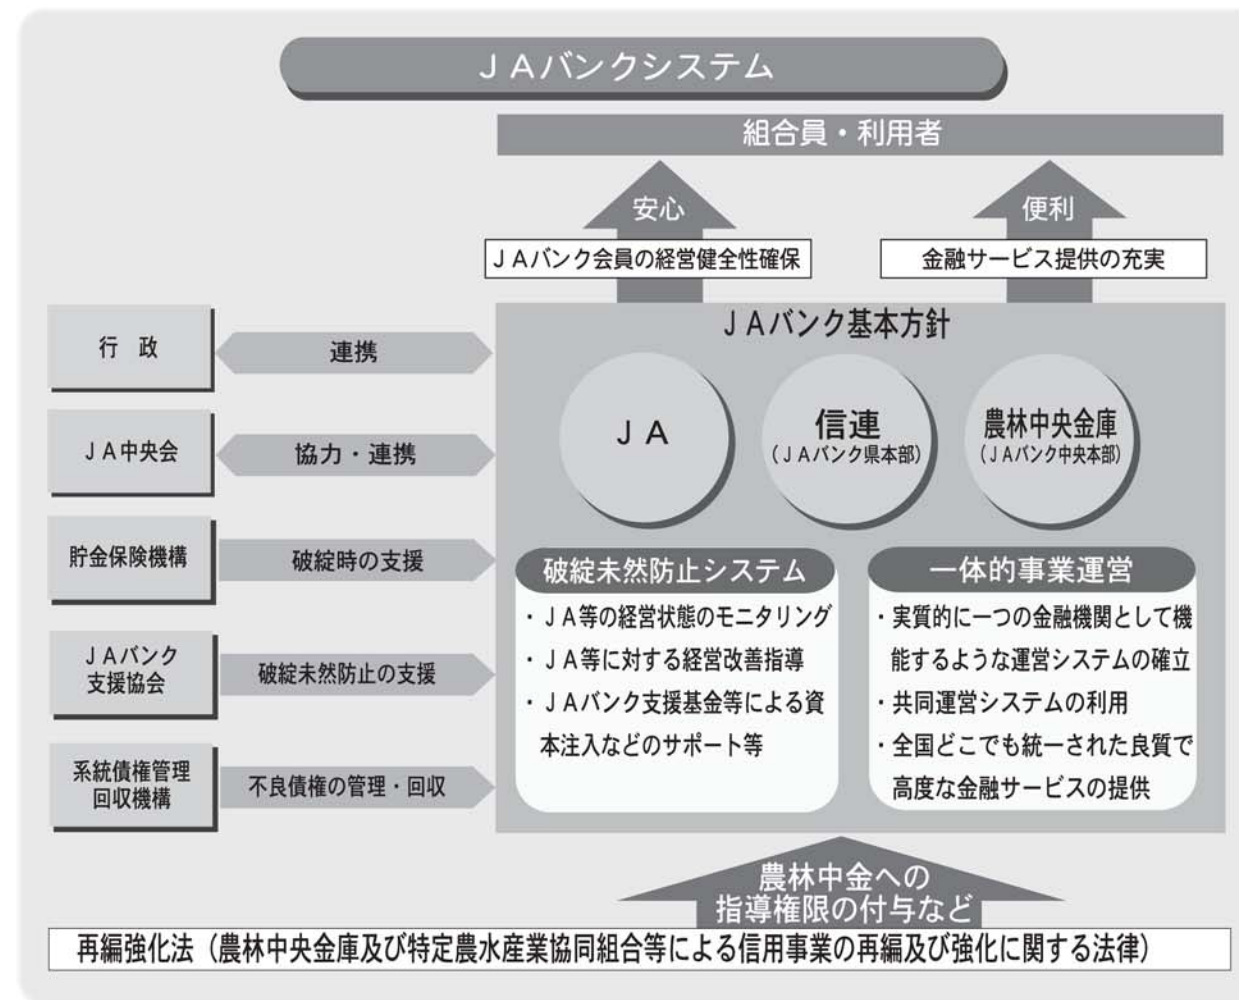 ＪＡバンクシステム
組合員・利用者
安心
便利
ＪＡバンク会員の経営健全性確保
金融サービス提供の充実
行　政
連携
ＪＡ中央会
協力・連携
貯金保険機構
破綻時の支援
ＪＡバンク
支援協会
破綻未然防止の支援
系統債権管理
回収機構
不良債権の管理・回収
ＪＡバンク基本方針
ＪＡ
信連
（ＪＡバンク県本部）
農林中央金庫
（ＪＡバンク中央本部）
破綻未然防止システム
・ＪＡ等の経営状態のモニタリング
・ＪＡ等に対する経営改善指導
・ＪＡバンク支援基金等による資
本注入などのサポート等
一体的事業運営
・実質的に一つの金融機関として機
能するような運営システムの確立
・共同運営システムの利用
・全国どこでも統一された良質で
高度な金融サービスの提供
農林中金への
指導権限の付与など
再編強化法（農林中央金庫及び特定農水産業協同組合等による信用事業の再編及び強化に関する法律）